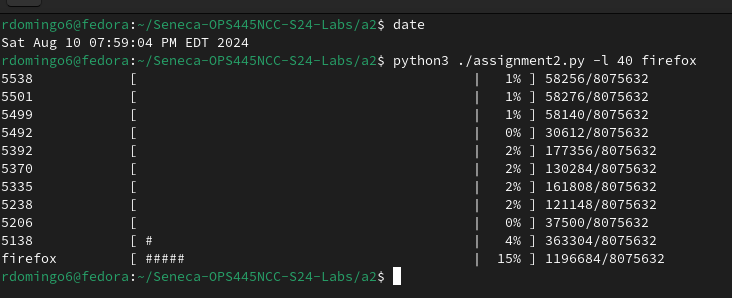 rdomingo6@fedora:~/Seneca-OPS445NCC-S24-Labs/a2$ date
Sat Aug 10 07:59:04 PM EDT 2024
rdomingo6@fedora:~/Seneca-OPS445NCC-S24-Labs/a2$ python3 ./assignment2.py -l 40 firefox
5538            [                                          |   1% ] 58256/8075632
5501            [                                          |   1% ] 58276/8075632
5499            [                                          |   1% ] 58140/8075632
5492            [                                          |   0% ] 30612/8075632
5392            [                                          |   2% ] 177356/8075632
5370            [                                          |   2% ] 130284/8075632
5335            [                                          |   2% ] 161808/8075632
5238            [                                          |   2% ] 121148/8075632
5206            [                                          |   0% ] 37500/8075632
5138            [ #                                        |   4% ] 363304/8075632
firefox         [ #####                                    |  15% ] 1196684/8075632
rdomingo6@fedora:~/Seneca-OPS445NCC-S24-Labs/a2$